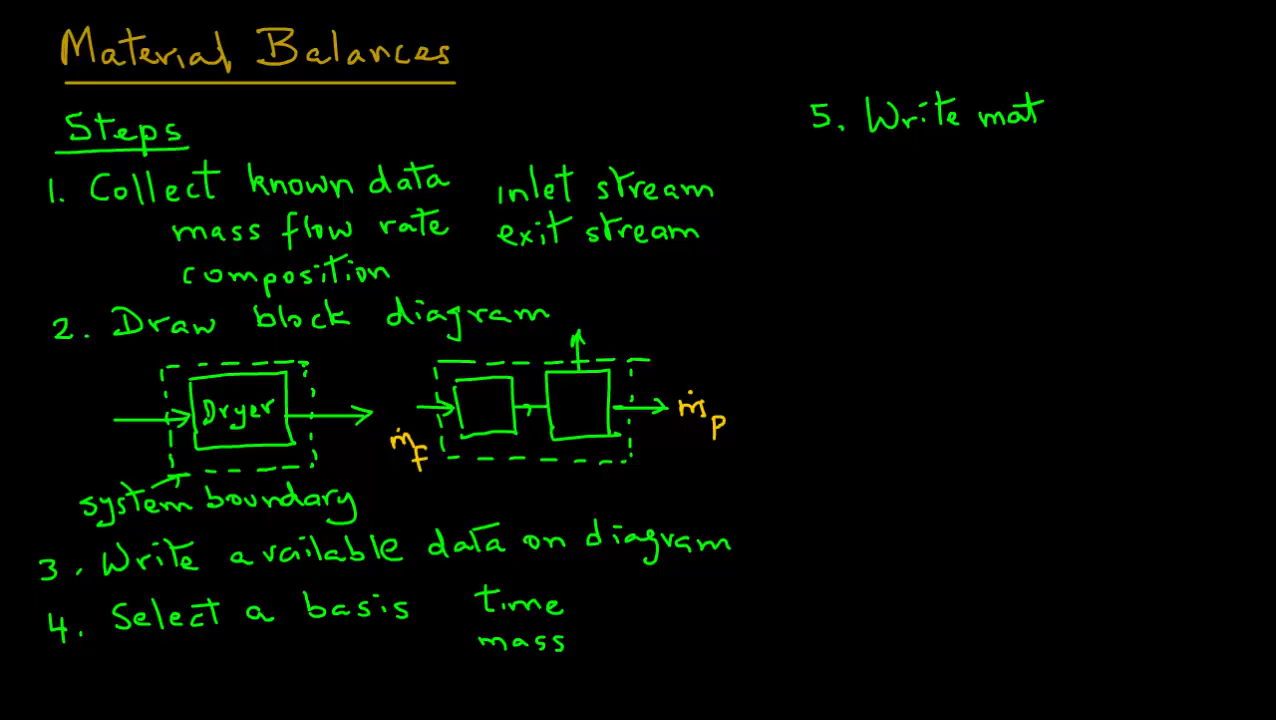 Material Balances
Steps
1. Collect known data inlet stream
mass flow rate exit stream
composition
2. Draw block diagram
Dryer
ṁf
ṁp
system boundary
3. Write available data on diagram
4. Select a basis time
mass
5. Write mat